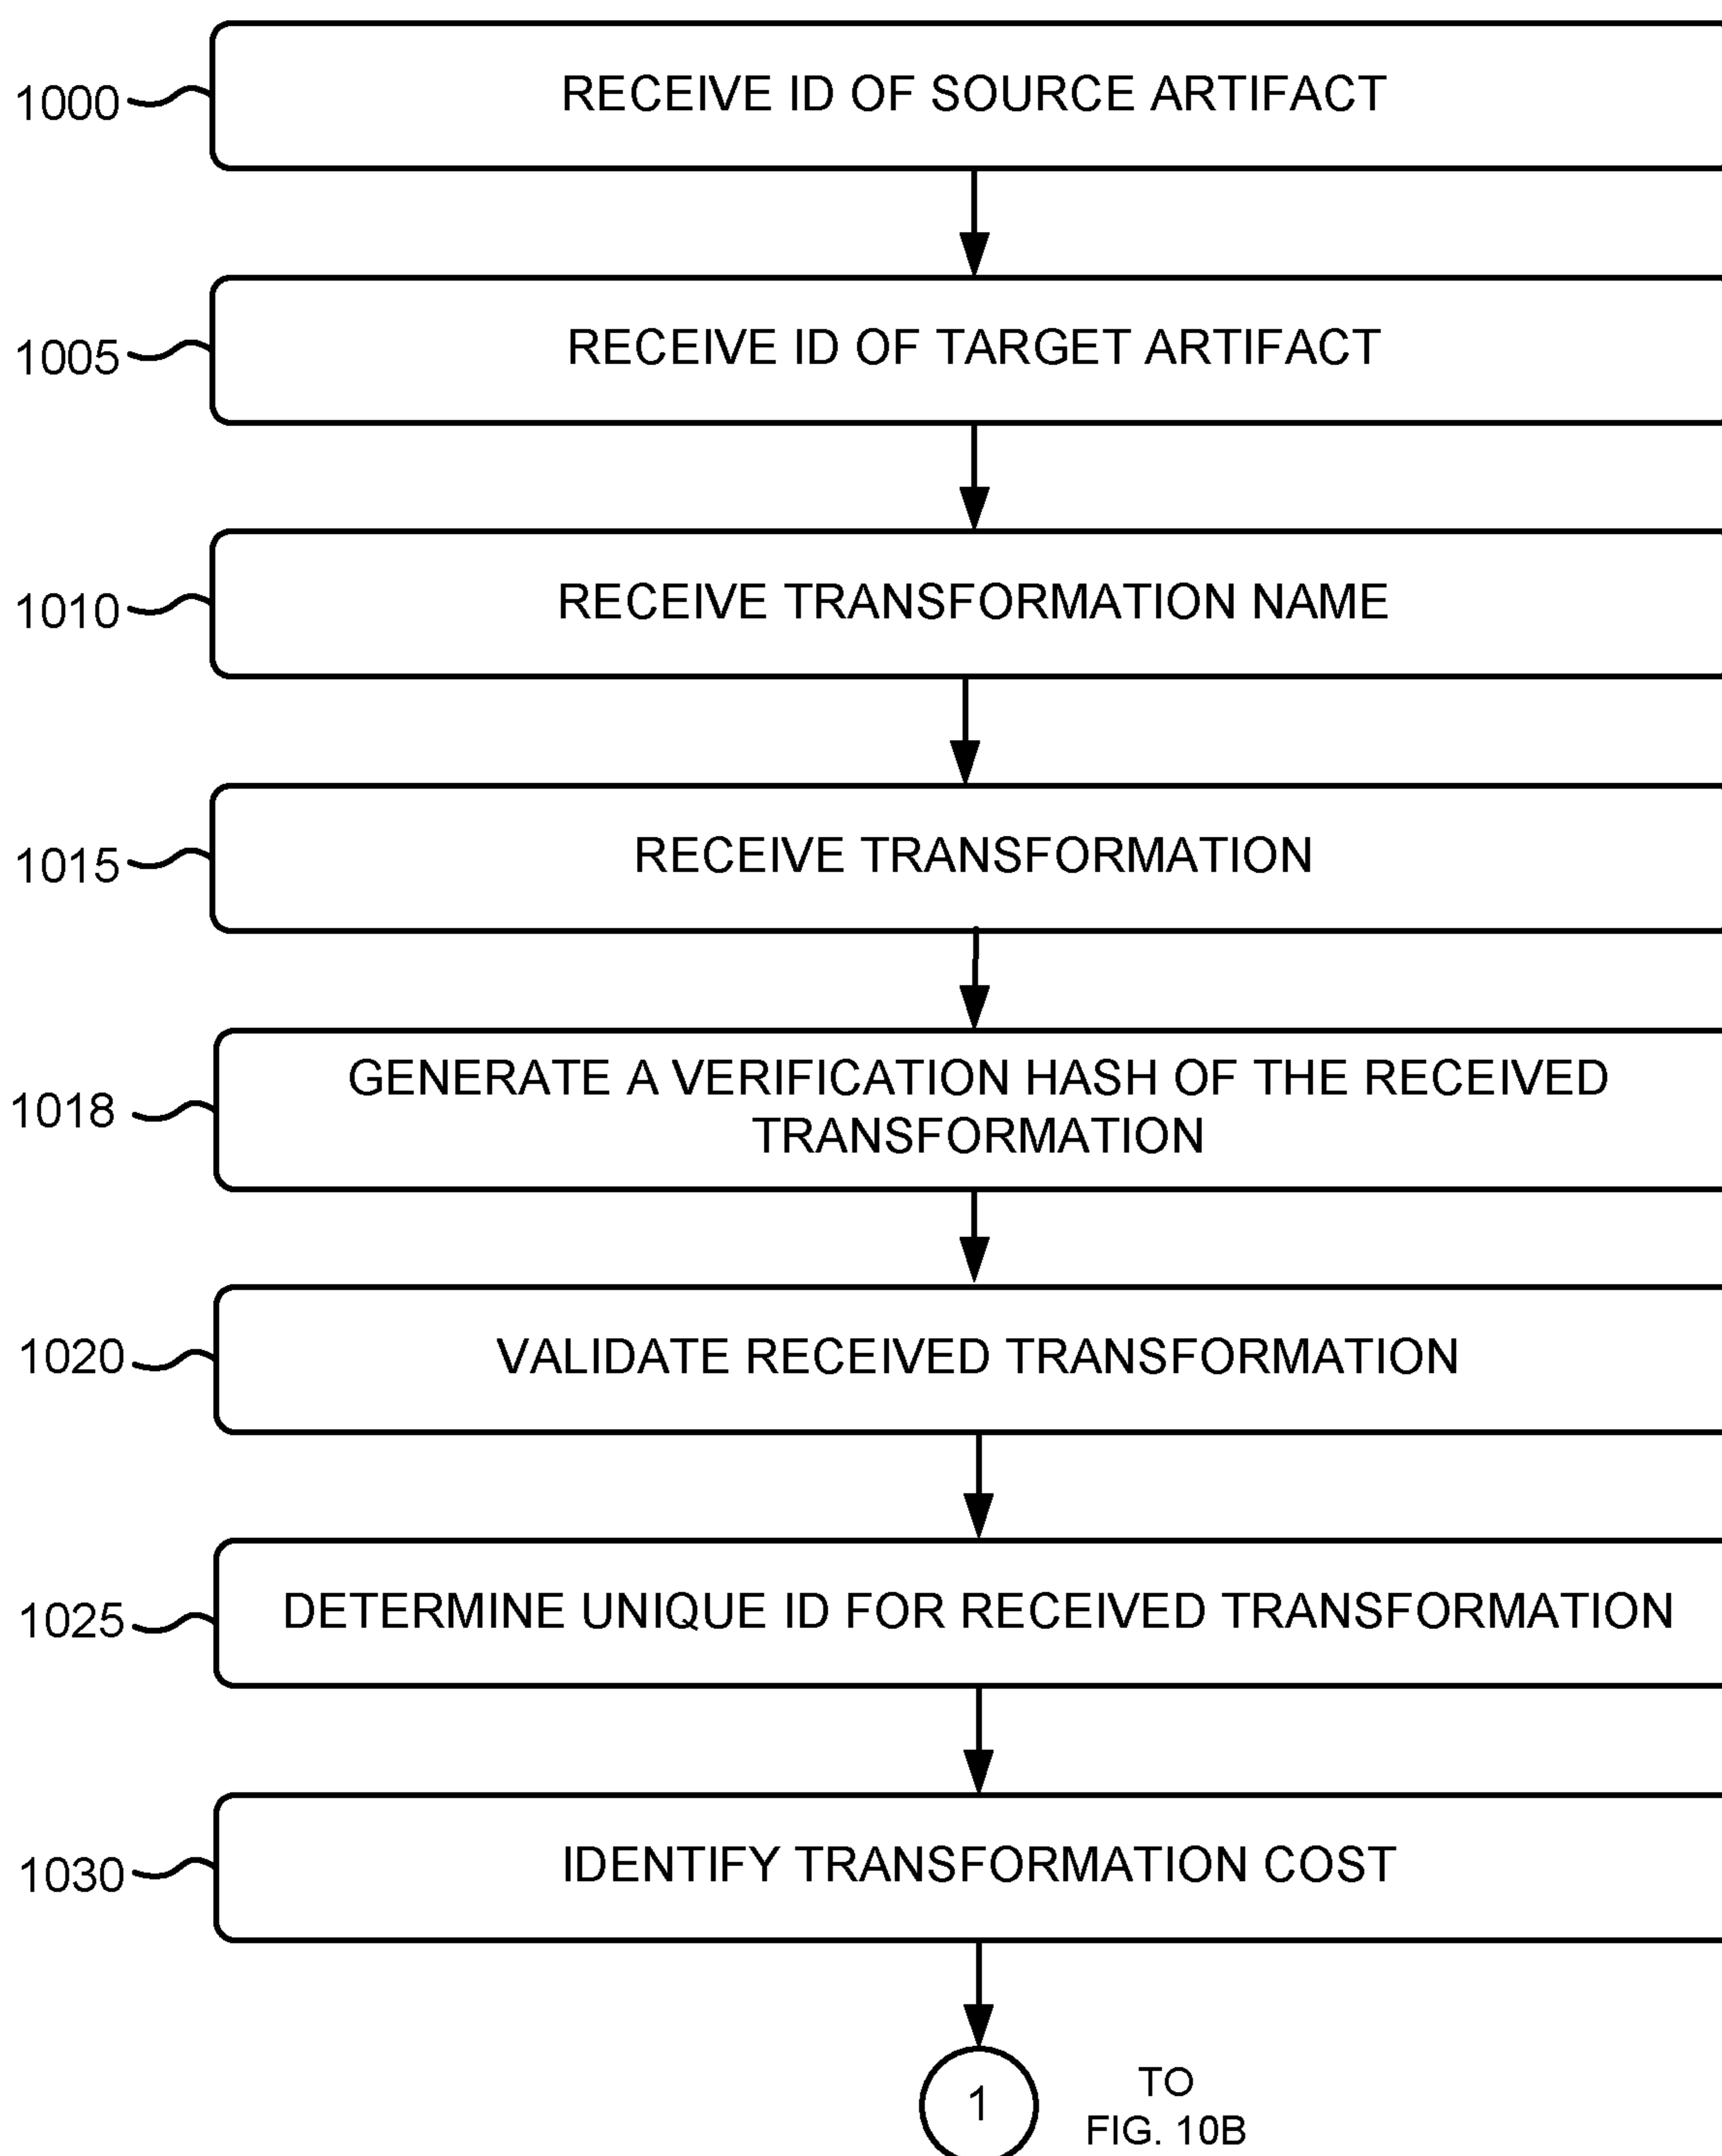 1000
RECEIVE ID OF SOURCE ARTIFACT
1005
RECEIVE ID OF TARGET ARTIFACT
1010
RECEIVE TRANSFORMATION NAME
1015
RECEIVE TRANSFORMATION
1018
GENERATE A VERIFICATION HASH OF THE RECEIVED
TRANSFORMATION
1020
VALIDATE RECEIVED TRANSFORMATION
1025
DETERMINE UNIQUE ID FOR RECEIVED TRANSFORMATION
1030
IDENTIFY TRANSFORMATION COST
1
TO
FIG. 10B